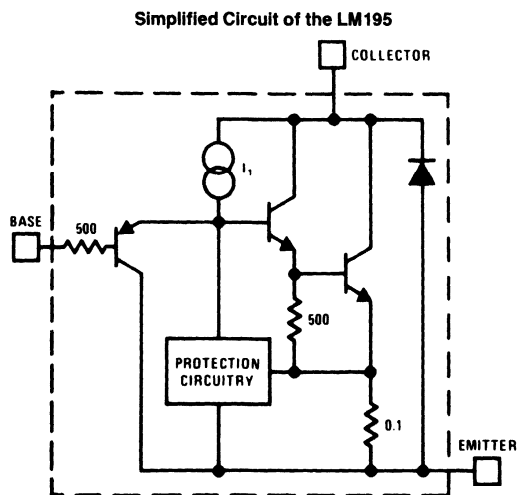 Simplified Circuit of the LM195
COLLECTOR
I₁
BASE
500
500
PROTECTION
CIRCUITRY
0.1
EMITTER